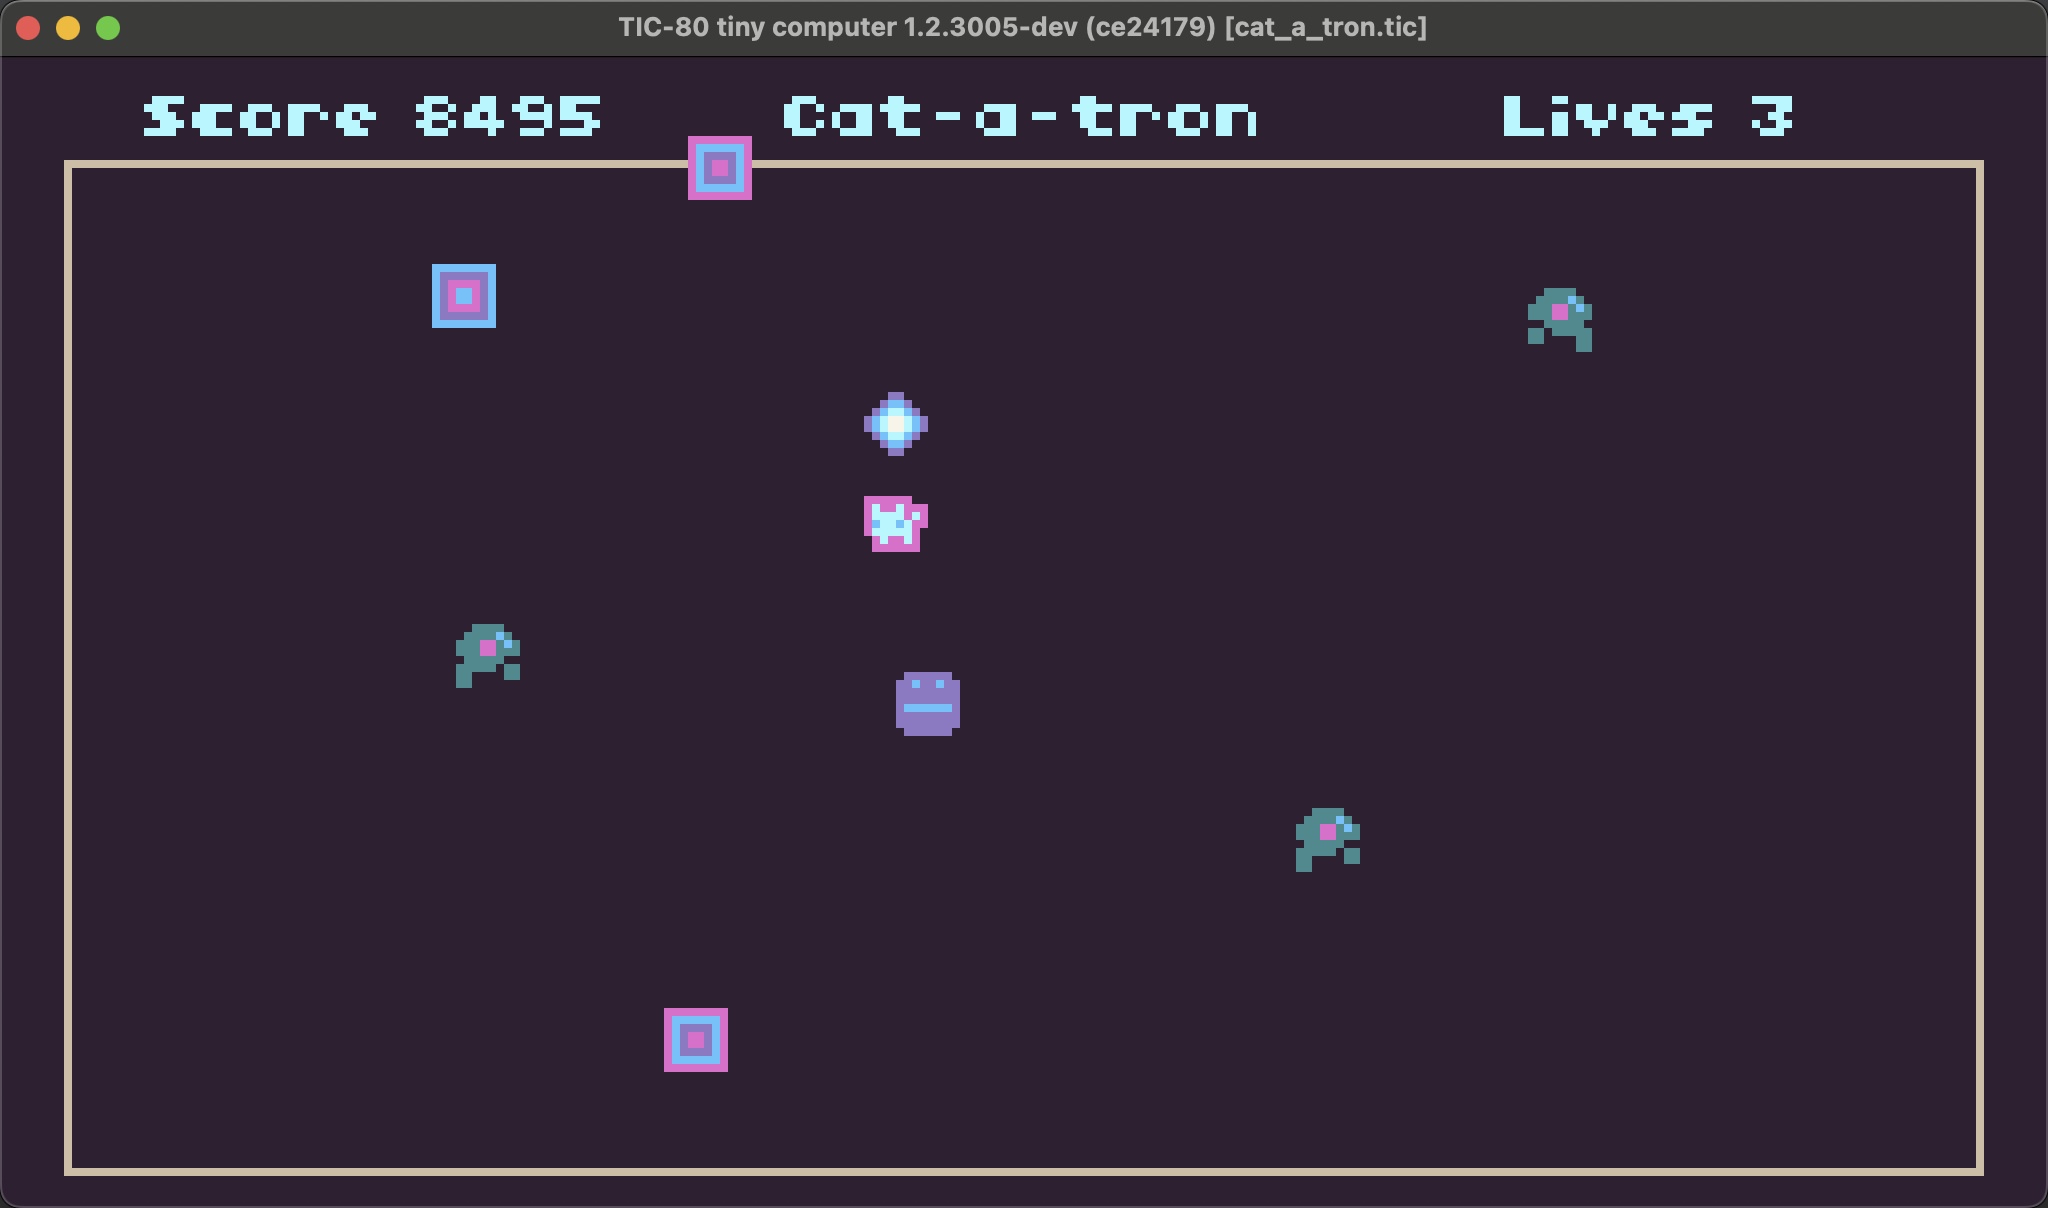 TIC-80 tiny computer 1.2.3005-dev (ce24179) [cat_a_tron.tic]
Score 8495 Cat-a-tron Lives 3